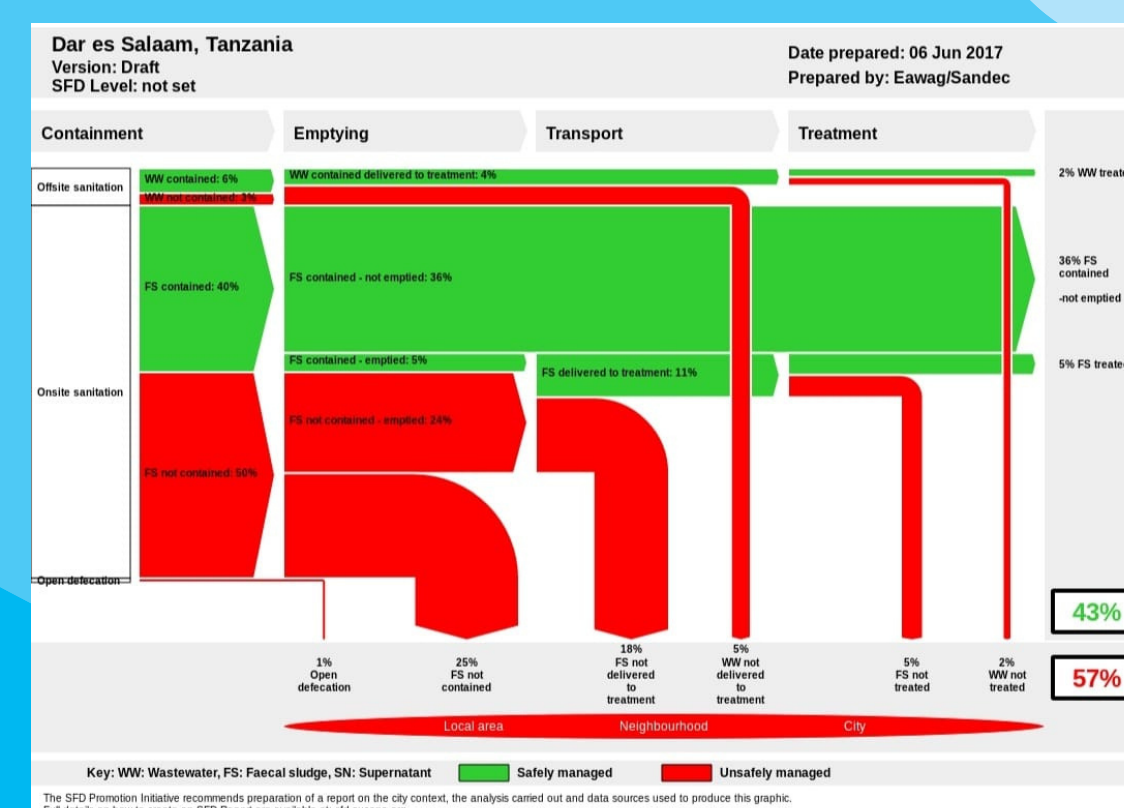 Dar es Salaam, Tanzania
Version: Draft
SFD Level: not set
Date prepared: 06 Jun 2017
Prepared by: Eawag/Sandec
Containment
Emptying
Transport
Treatment
Offsite sanitation
WW contained: 6%
WW not contained: 3%
WW contained delivered to treatment: 4%
2% WW treate
FS contained: 40%
FS contained - not emptied: 36%
36% FS
contained
-not emptied
FS contained - emptied: 5%
FS delivered to treatment: 11%
5% FS treate
Onsite sanitation
FS not contained - emptied: 24%
FS not contained: 50%
Open defecation
43%
57%
1%
Open
defecation
25%
FS not
contained
18%
FS not
delivered
to
treatment
5%
WW not
delivered
to
treatment
5%
FS not
treated
2%
WW not
treated
Local area
Neighbourhood
City
Key: WW: Wastewater, FS: Faecal sludge, SN: Supernatant
Safely managed
Unsafely managed
The SFD Promotion Initiative recommends preparation of a report on the city context, the analysis carried out and data sources used to produce this graphic.